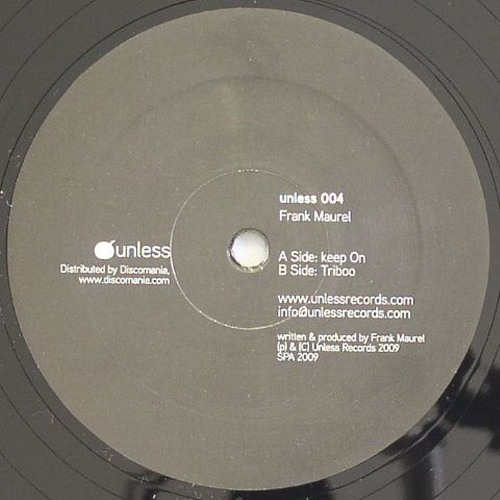 unless
Distributed by Discomania,
www.discomania.com
unless 004
Frank Maurel
A Side: keep On
B Side: Triboo
www.unlessrecords.com
info@unlessrecords.com
written & produced by Frank Maurel
(p) & (C) Unless Records 2009
SPA 2009